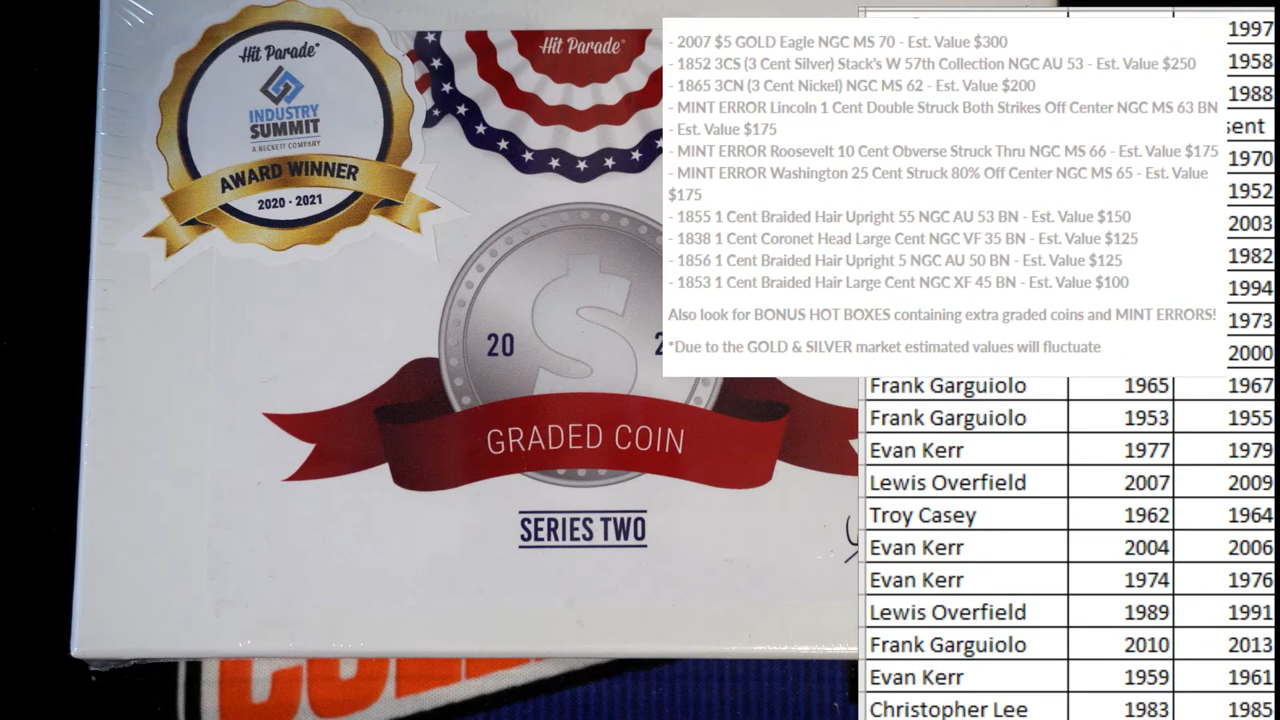 Hit Parade®
INDUSTRY
SUMMIT
A BECKETT COMPANY
AWARD WINNER
2020 - 2021
Hit Parade®
20
2
$
GRADED COIN
SERIES TWO
- 2007 $5 GOLD Eagle NGC MS 70 - Est. Value $300
- 1852 3CS (3 Cent Silver) Stack's W 57th Collection NGC AU 53 - Est. Value $250
- 1865 3CN (3 Cent Nickel) NGC MS 62 - Est. Value $200
- MINT ERROR Lincoln 1 Cent Double Struck Both Strikes Off Center NGC MS 63 BN
- Est. Value $175
- MINT ERROR Roosevelt 10 Cent Obverse Struck Thru NGC MS 66 - Est. Value $175
- MINT ERROR Washington 25 Cent Struck 80% Off Center NGC MS 65 - Est. Value
$175
- 1855 1 Cent Braided Hair Upright 55 NGC AU 53 BN - Est. Value $150
- 1838 1 Cent Coronet Head Large Cent NGC VF 35 BN - Est. Value $125
- 1856 1 Cent Braided Hair Upright 5 NGC AU 50 BN - Est. Value $125
- 1853 1 Cent Braided Hair Large Cent NGC XF 45 BN - Est. Value $100
Also look for BONUS HOT BOXES containing extra graded coins and MINT ERRORS!
*Due to the GOLD & SILVER market estimated values will fluctuate
1997
1958
1988
sent
1970
1952
2003
1982
1994
1973
2000
Frank Garguiolo 1965 1967
Frank Garguiolo 1953 1955
Evan Kerr 1977 1979
Lewis Overfield 2007 2009
Troy Casey 1962 1964
Evan Kerr 2004 2006
Evan Kerr 1974 1976
Lewis Overfield 1989 1991
Frank Garguiolo 2010 2013
Evan Kerr 1959 1961
Christopher Lee 1983 1985